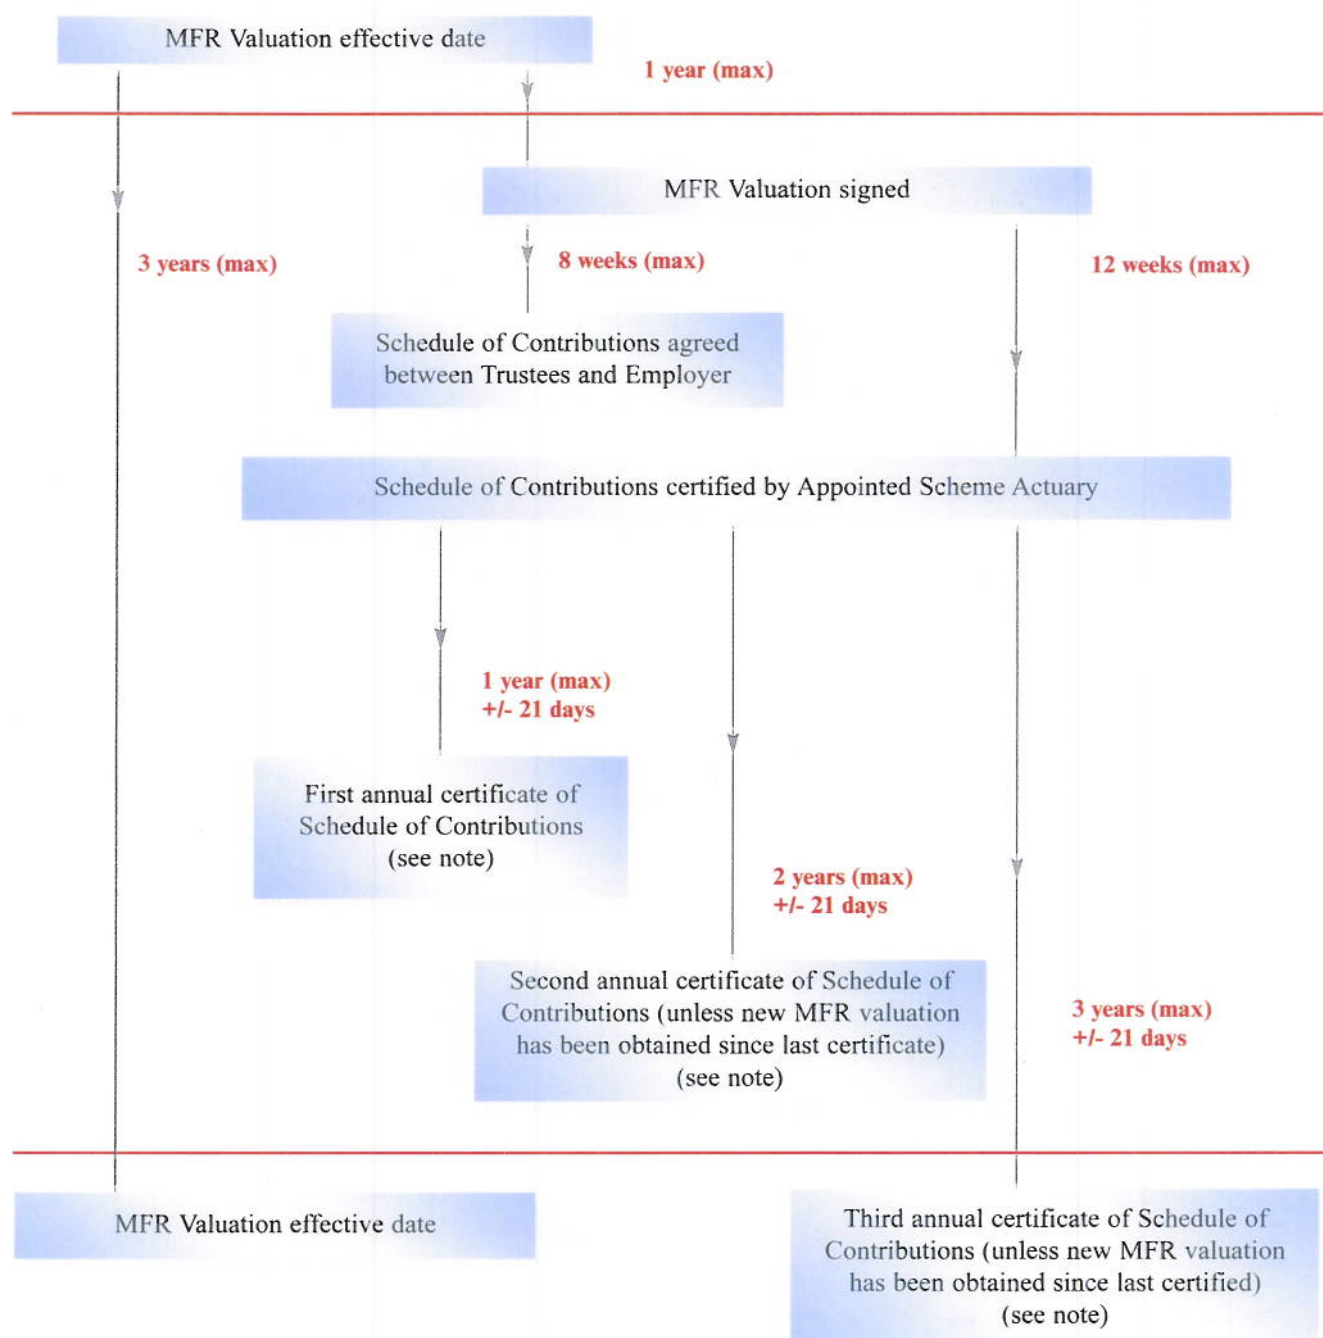 MFR Valuation effective date
1 year (max)
MFR Valuation signed
3 years (max)
8 weeks (max)
12 weeks (max)
Schedule of Contributions agreed
between Trustees and Employer
Schedule of Contributions certified by Appointed Scheme Actuary
1 year (max)
+/- 21 days
First annual certificate of
Schedule of Contributions
(see note)
2 years (max)
+/- 21 days
Second annual certificate of Schedule of
Contributions (unless new MFR valuation
has been obtained since last certificate)
(see note)
3 years (max)
+/- 21 days
MFR Valuation effective date
Third annual certificate of Schedule of
Contributions (unless new MFR valuation
has been obtained since last certified)
(see note)